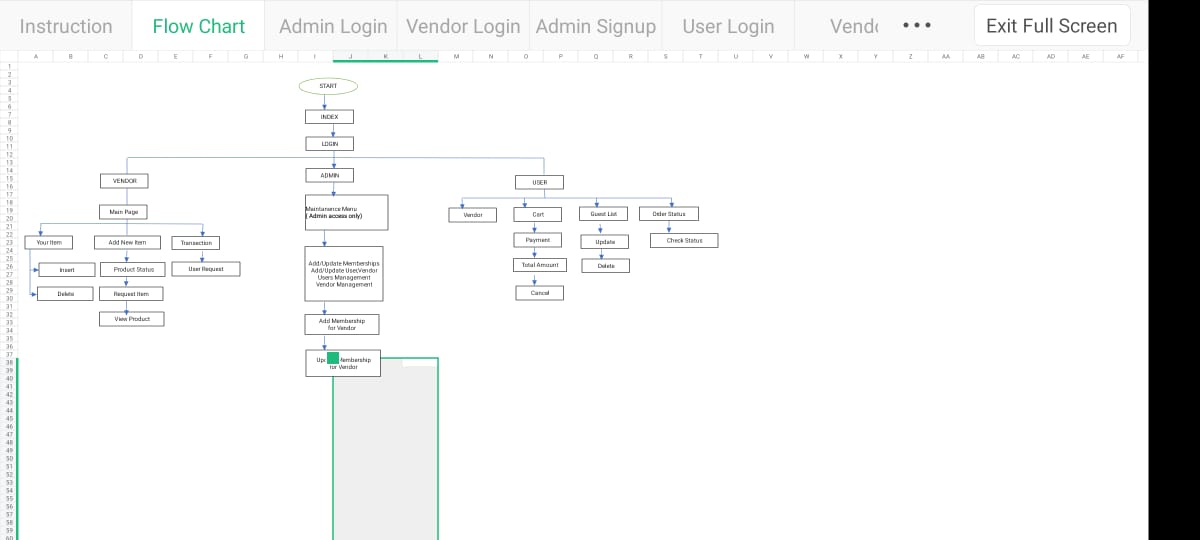 Instruction
Flow Chart
Admin Login
Vendor Login
Admin Signup
User Login
•••
Exit Full Screen
A B C D E F G H I J K L M N O P Q R S T U V W X Y Z AA AB AC AD AE AF
1
2
3
4
5
6
7
8
9
10
11
12
13
14
15
16
17
18
19
20
21
22
23
24
25
26
27
28
29
30
31
32
33
34
35
36
37
38
39
40
41
42
43
44
45
46
47
48
49
50
51
52
53
54
55
56
57
58
59
60
START
INDEX
LOGIN
VENDOR
ADMIN
USER
Main Page
Your Item
Add New Item
Transection
Insert
Product Status
User Request
Delete
Request Item
View Product
Maintanence Menu
( Admin access only)
Add/Update Memberships
Add/Update User,Vendor
Users Management
Vendor Management
Add Membership
for Vendor
for Vendor
Vendor
Cart
Guest List
Order Status
Payment
Update
Check Status
Total Amount
Delete
Cancel